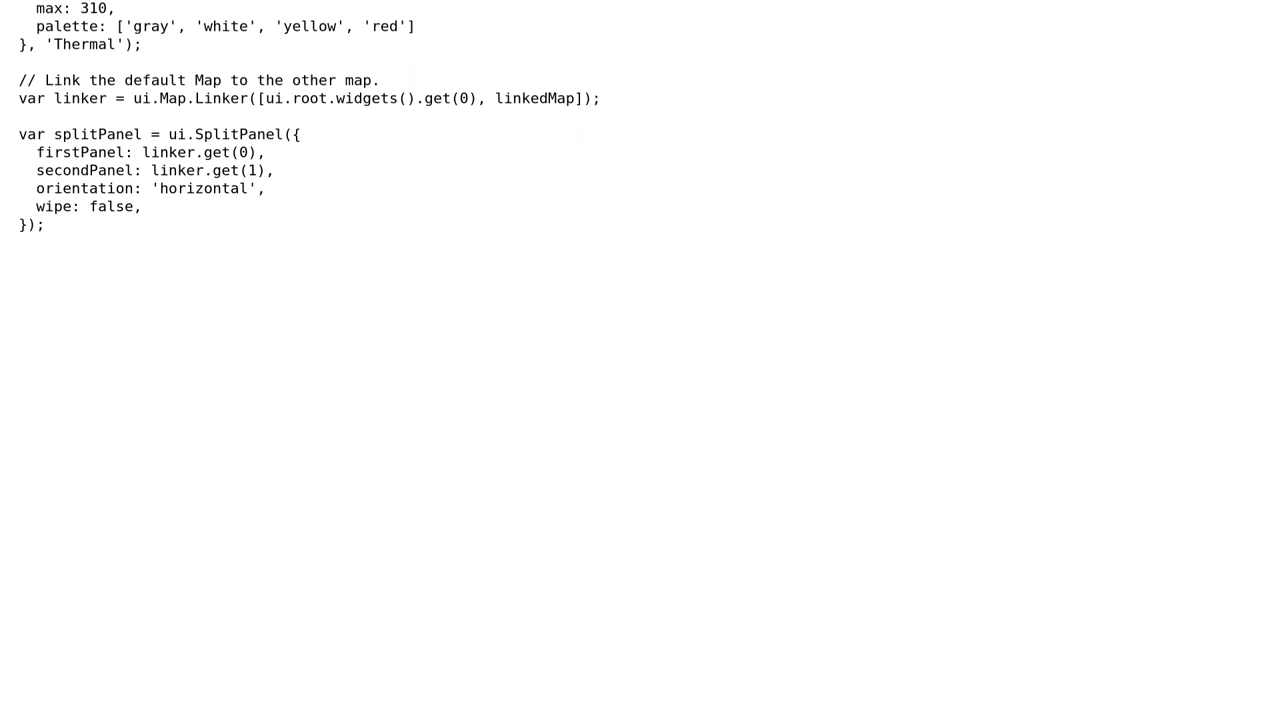 max: 310,
  palette: ['gray', 'white', 'yellow', 'red']
}, 'Thermal');

// Link the default Map to the other map.
var linker = ui.Map.Linker([ui.root.widgets().get(0), linkedMap]);

var splitPanel = ui.SplitPanel({
  firstPanel: linker.get(0),
  secondPanel: linker.get(1),
  orientation: 'horizontal',
  wipe: false,
});